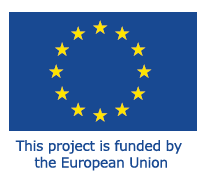 This project is funded by
the European Union